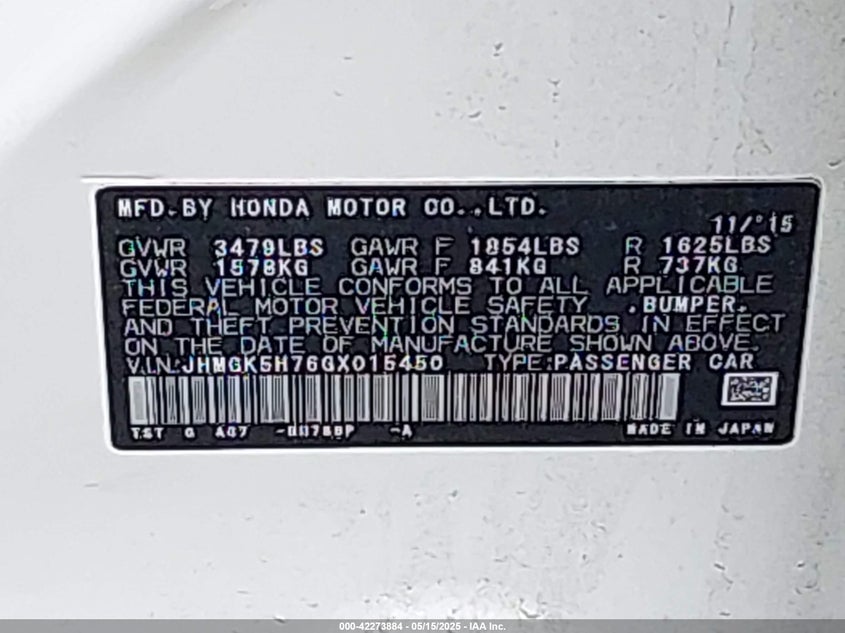 MFD. BY HONDA MOTOR CO., LTD.
11/'15
GVWR 3479LBS GAWR F 1854LBS R 1625LBS
GVWR 1578KG GAWR F 841KG R 737KG
THIS VEHICLE CONFORMS TO ALL APPLICABLE
FEDERAL MOTOR VEHICLE SAFETY , BUMPER,
AND THEFT PREVENTION STANDARDS IN EFFECT
ON THE DATE OF MANUFACTURE SHOWN ABOVE.
V.I.N.:JHMGK5H76GX015450 TYPE:PASSENGER CAR
-A
MADE IN JAPAN
000-42273884 - 05/15/2025 - IAA Inc.